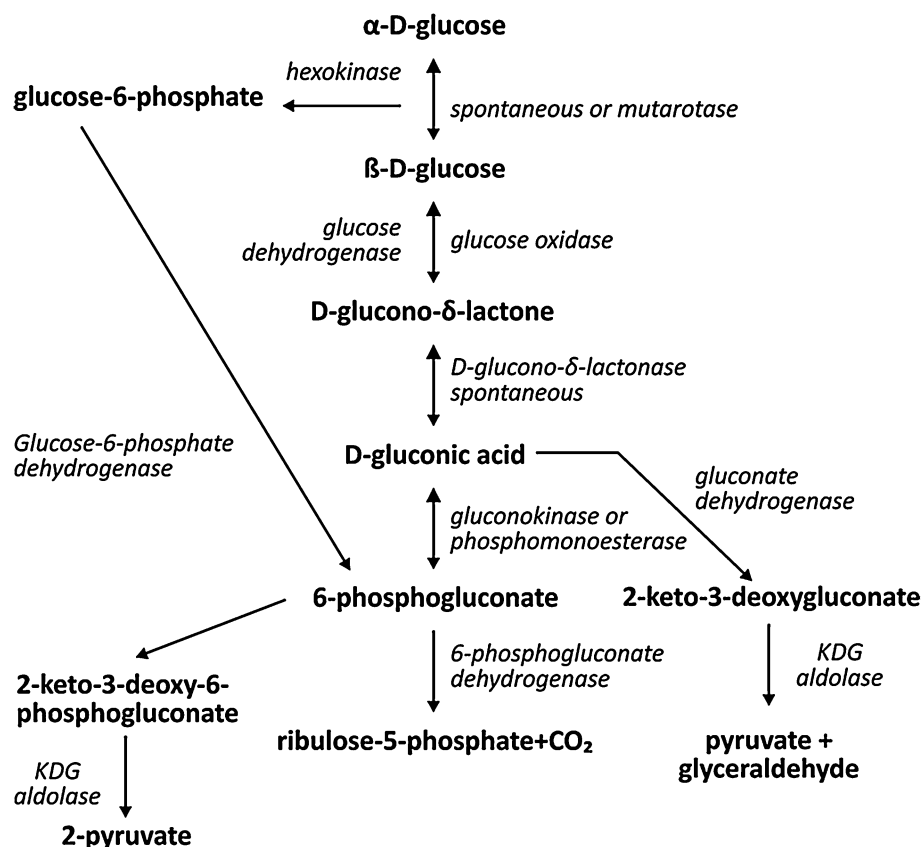 α-D-glucose
hexokinase
glucose-6-phosphate
spontaneous or mutarotase
ß-D-glucose
glucose
dehydrogenase
glucose oxidase
D-glucono-δ-lactone
D-glucono-δ-lactonase
spontaneous
Glucose-6-phosphate
dehydrogenase
D-gluconic acid
gluconate
dehydrogenase
gluconokinase or
phosphomonoesterase
6-phosphogluconate
2-keto-3-deoxygluconate
6-phosphogluconate
dehydrogenase
KDG
aldolase
2-keto-3-deoxy-6-
phosphogluconate
ribulose-5-phosphate+CO₂
pyruvate +
glyceraldehyde
KDG
aldolase
2-pyruvate